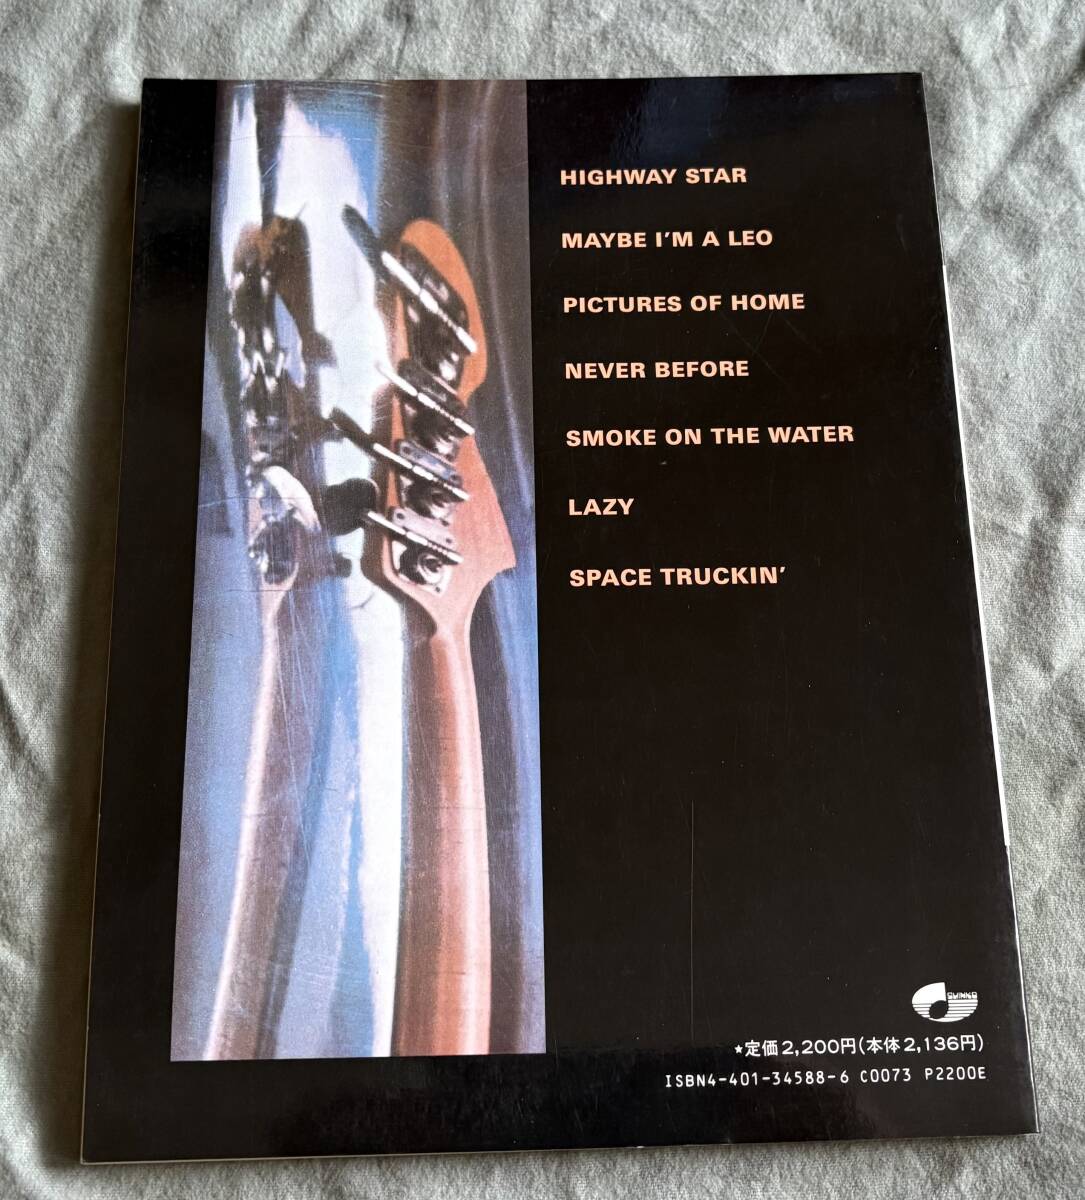 HIGHWAY STAR
MAYBE I'M A LEO
PICTURES OF HOME
NEVER BEFORE
SMOKE ON THE WATER
LAZY
SPACE TRUCKIN'
SHINKO
★定価2,200円(本体2,136円)
ISBN4-401-34588-6 C0073 P2200E